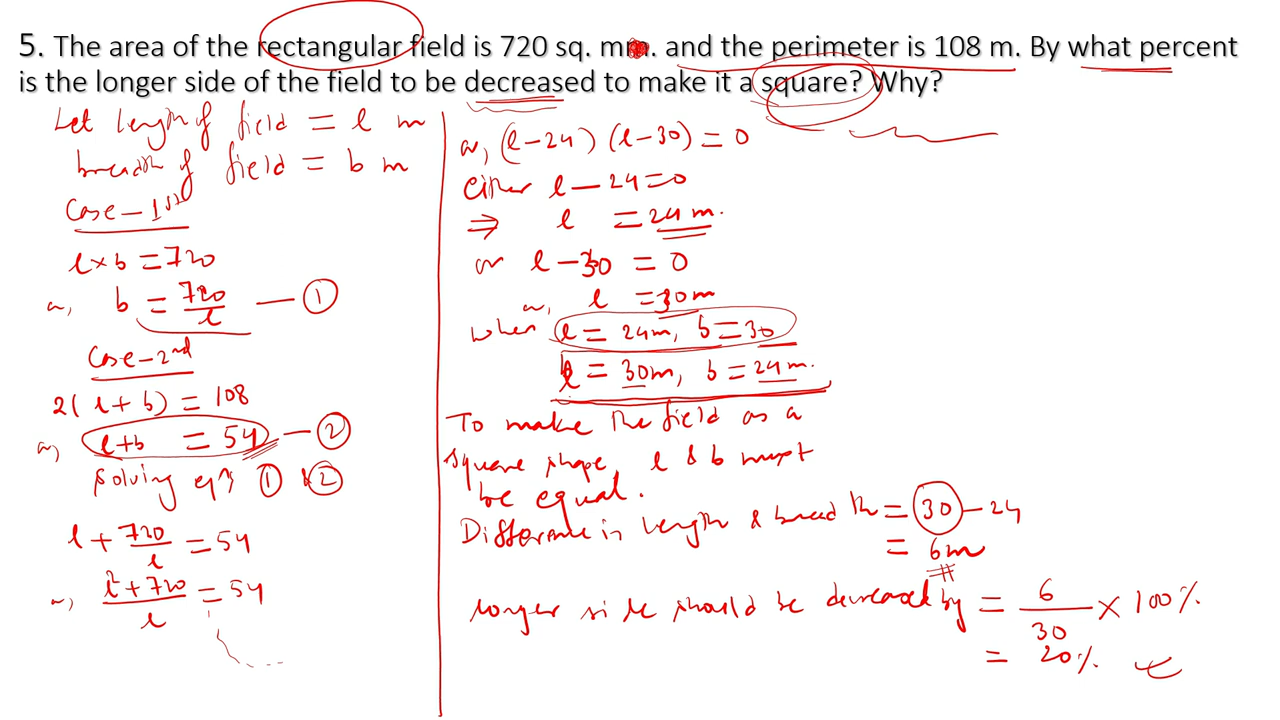 5. The area of the rectangular field is 720 sq. m. and the perimeter is 108 m. By what percent
is the longer side of the field to be decreased to make it a square? Why?
Let length of field = l m
breadth of field = b m
Case-1st
l × b = 720
or, b = 720/l — ①
Case-2nd
2(l + b) = 108
or, l+b = 54 — ②
Solving eqn ① & ②
l + 720/l = 54
or, l² + 720/l = 54
or, (l-24) (l-30) = 0
either l - 24=0
⇒ l = 24 m.
or l-30 = 0
or, l = 30m
when l = 24m, b=30
l = 30m, b = 24m.
To make the field as a
square shape, l & b must
be equal.
Difference in length & breadth = 30 - 24
= 6m
longer side should be decreased by = 6/30 × 100%
= 20%